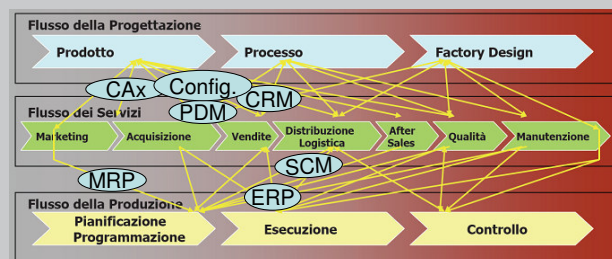 Flusso della Progettazione
Prodotto
Processo
Factory Design
CAx
Config.
PDM
CRM
Flusso dei Servizi
Marketing
Acquisizione
Vendite
Distribuzione
Logistica
After
Sales
Qualità
Manutenzione
MRP
SCM
ERP
Flusso della Produzione
Pianificazione
Programmazione
Esecuzione
Controllo